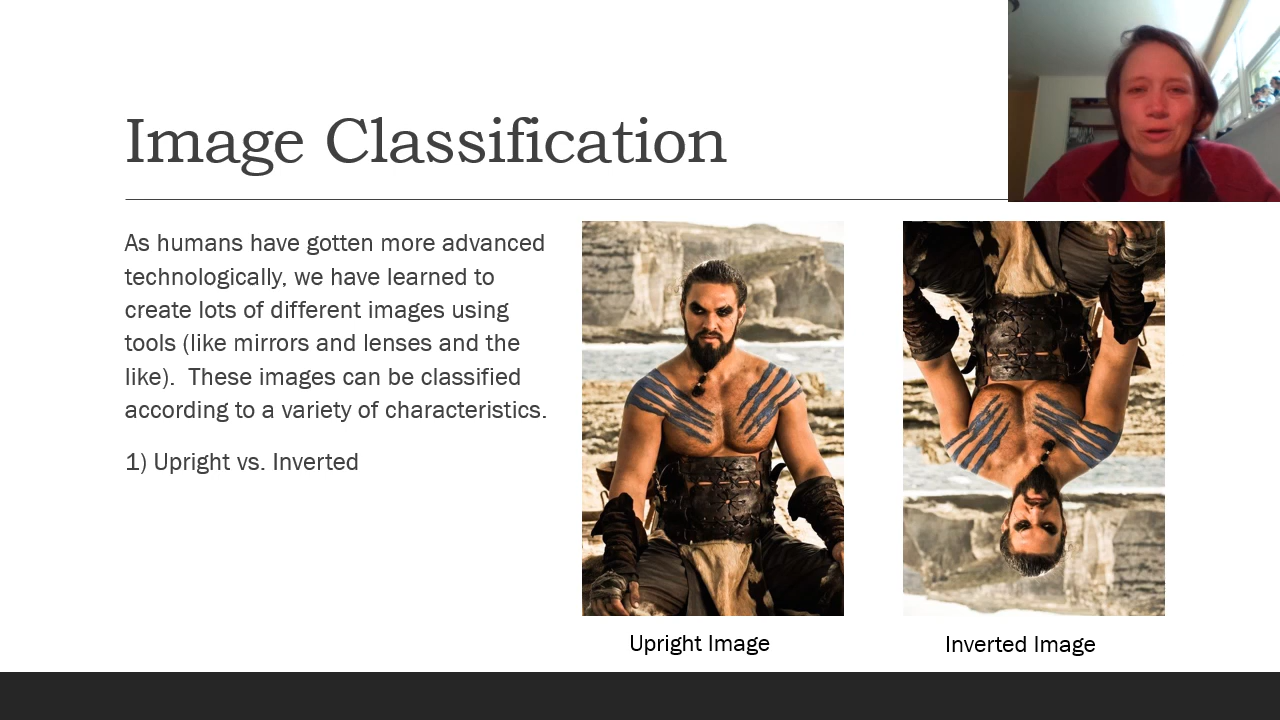 Image Classification
As humans have gotten more advanced
technologically, we have learned to
create lots of different images using
tools (like mirrors and lenses and the
like).  These images can be classified
according to a variety of characteristics.
1) Upright vs. Inverted
Upright Image
Inverted Image